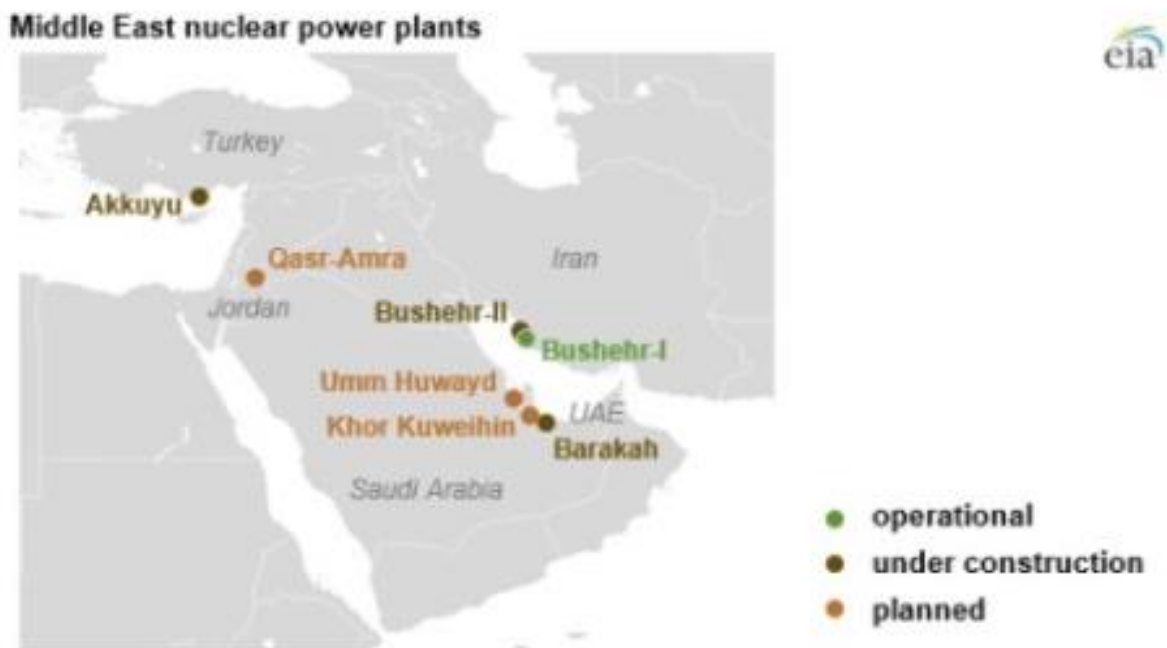 Middle East nuclear power plants
eia
Turkey
Akkuyu
Qasr-Amra
Iran
Jordan
Bushehr-II
Bushehr-I
Umm Huwayd
UAE
Khor Kuweihin
Barakah
Saudi Arabia
operational
under construction
planned